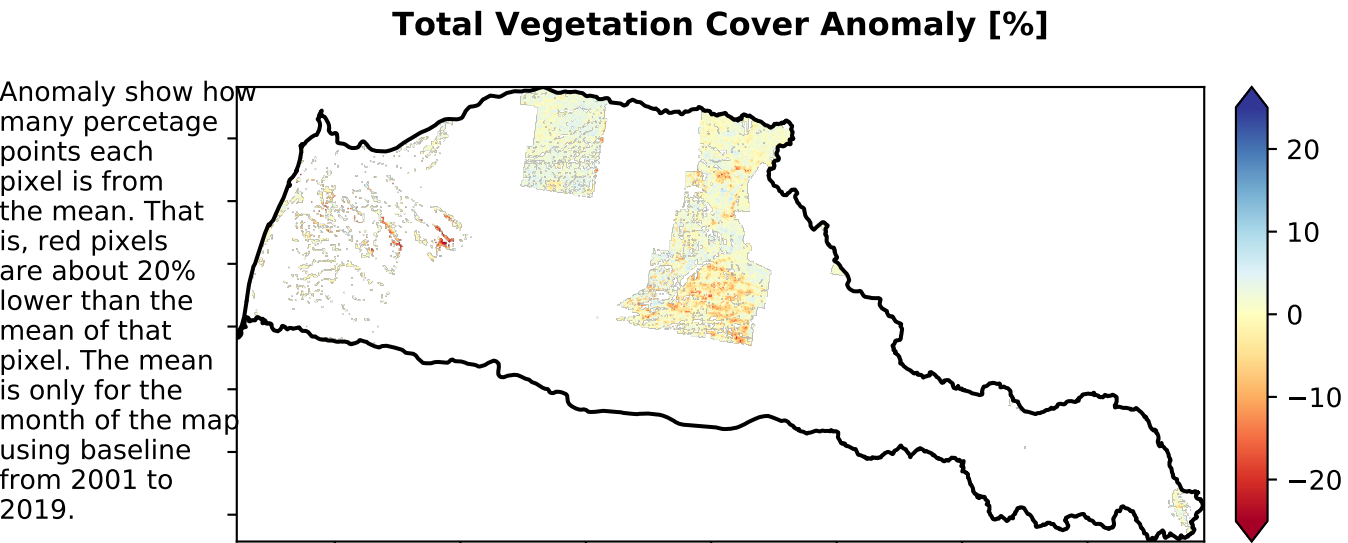 Total Vegetation Cover Anomaly [%]
Anomaly show how
many percetage
points each
pixel is from
the mean. That
is, red pixels
are about 20%
lower than the
mean of that
pixel. The mean
is only for the
month of the map
using baseline
from 2001 to
2019.
20
10
0
−10
−20